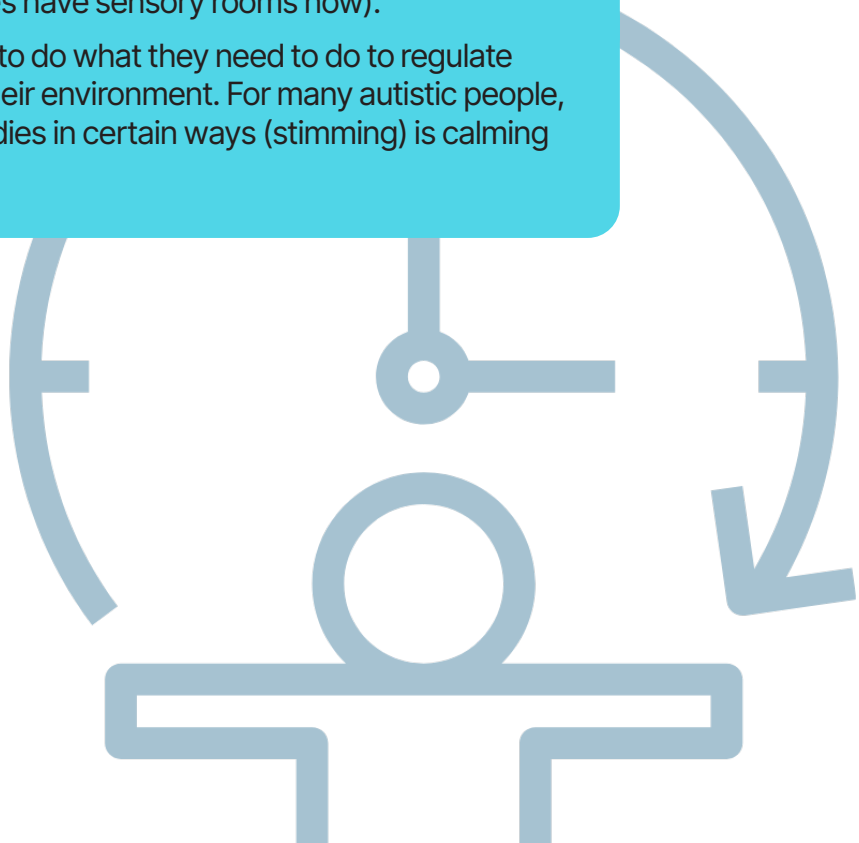 es have sensory rooms now).
to do what they need to do to regulate
eir environment. For many autistic people,
dies in certain ways (stimming) is calming